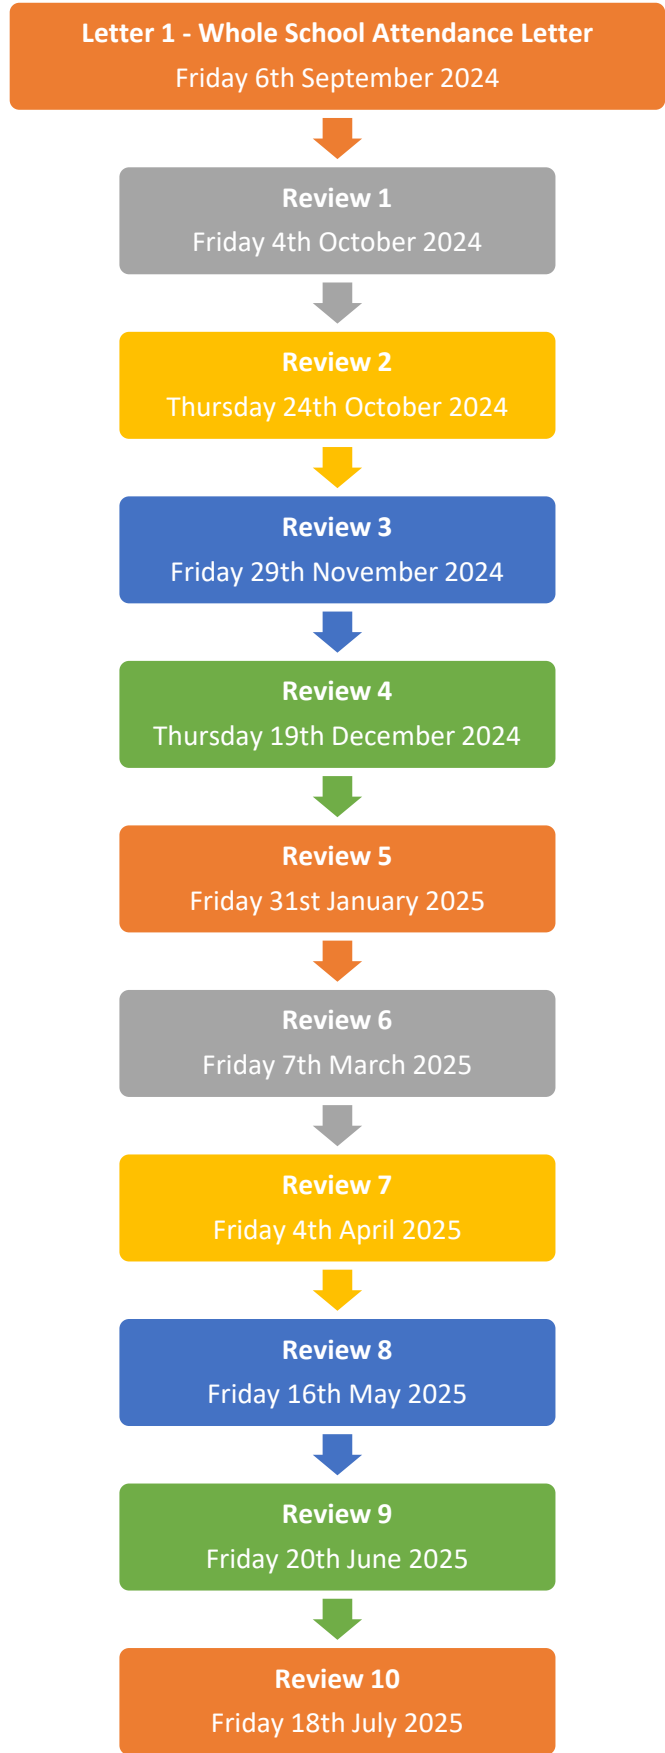 Letter 1 - Whole School Attendance Letter
Friday 6th September 2024
Review 1
Friday 4th October 2024
Review 2
Thursday 24th October 2024
Review 3
Friday 29th November 2024
Review 4
Thursday 19th December 2024
Review 5
Friday 31st January 2025
Review 6
Friday 7th March 2025
Review 7
Friday 4th April 2025
Review 8
Friday 16th May 2025
Review 9
Friday 20th June 2025
Review 10
Friday 18th July 2025